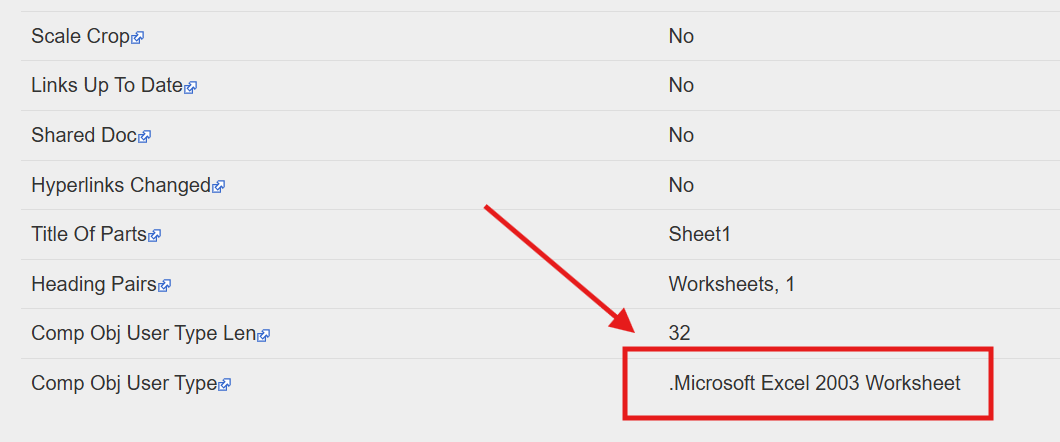 Scale Crop No
Links Up To Date No
Shared Doc No
Hyperlinks Changed No
Title Of Parts Sheet1
Heading Pairs Worksheets, 1
Comp Obj User Type Len 32
Comp Obj User Type .Microsoft Excel 2003 Worksheet